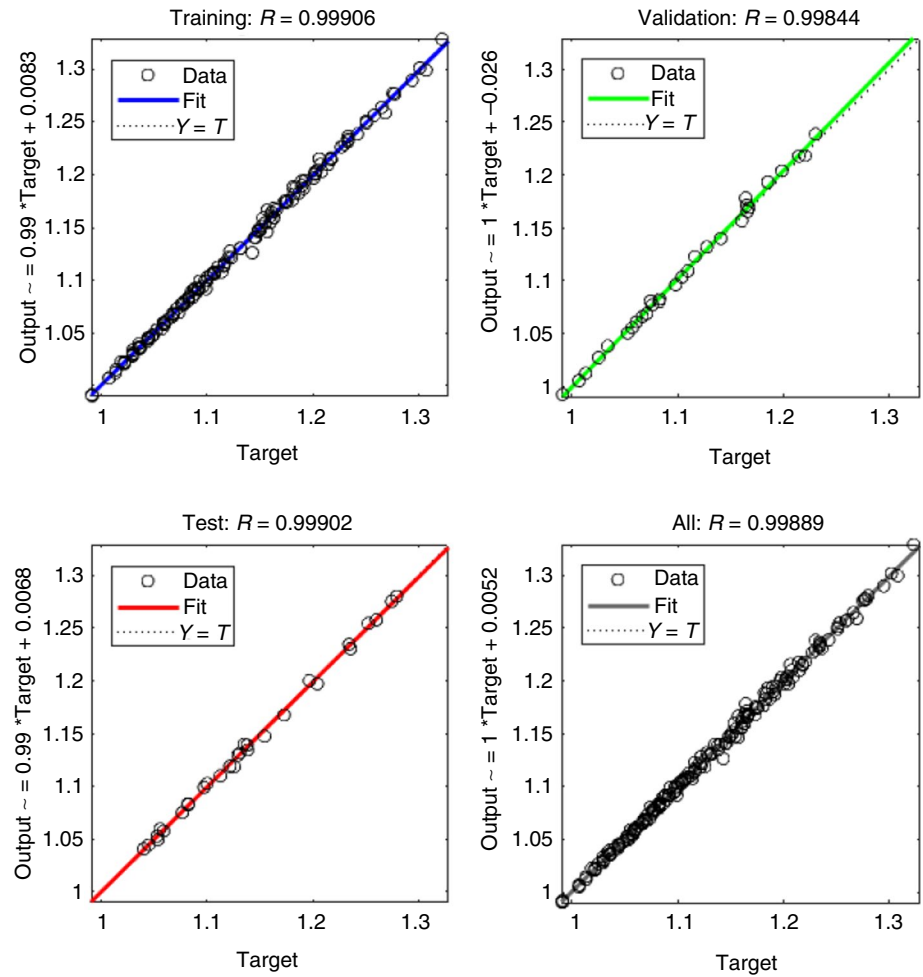 Training: R = 0.99906
Output ~ = 0.99 *Target + 0.0083
1.3
1.25
1.2
1.15
1.1
1.05
Data
Fit
Y = T
1 1.1 1.2 1.3
Target
Validation: R = 0.99844
Output ~ = 1 *Target + −0.026
1.3
1.25
1.2
1.15
1.1
1.05
1
Data
Fit
Y = T
1 1.1 1.2 1.3
Target
Test: R = 0.99902
Output ~ = 0.99 *Target + 0.0068
1.3
1.25
1.2
1.15
1.1
1.05
1
Data
Fit
Y = T
1 1.1 1.2 1.3
Target
All: R = 0.99889
Output ~ = 1 *Target + 0.0052
1.3
1.25
1.2
1.15
1.1
1.05
1
Data
Fit
Y = T
1 1.1 1.2 1.3
Target